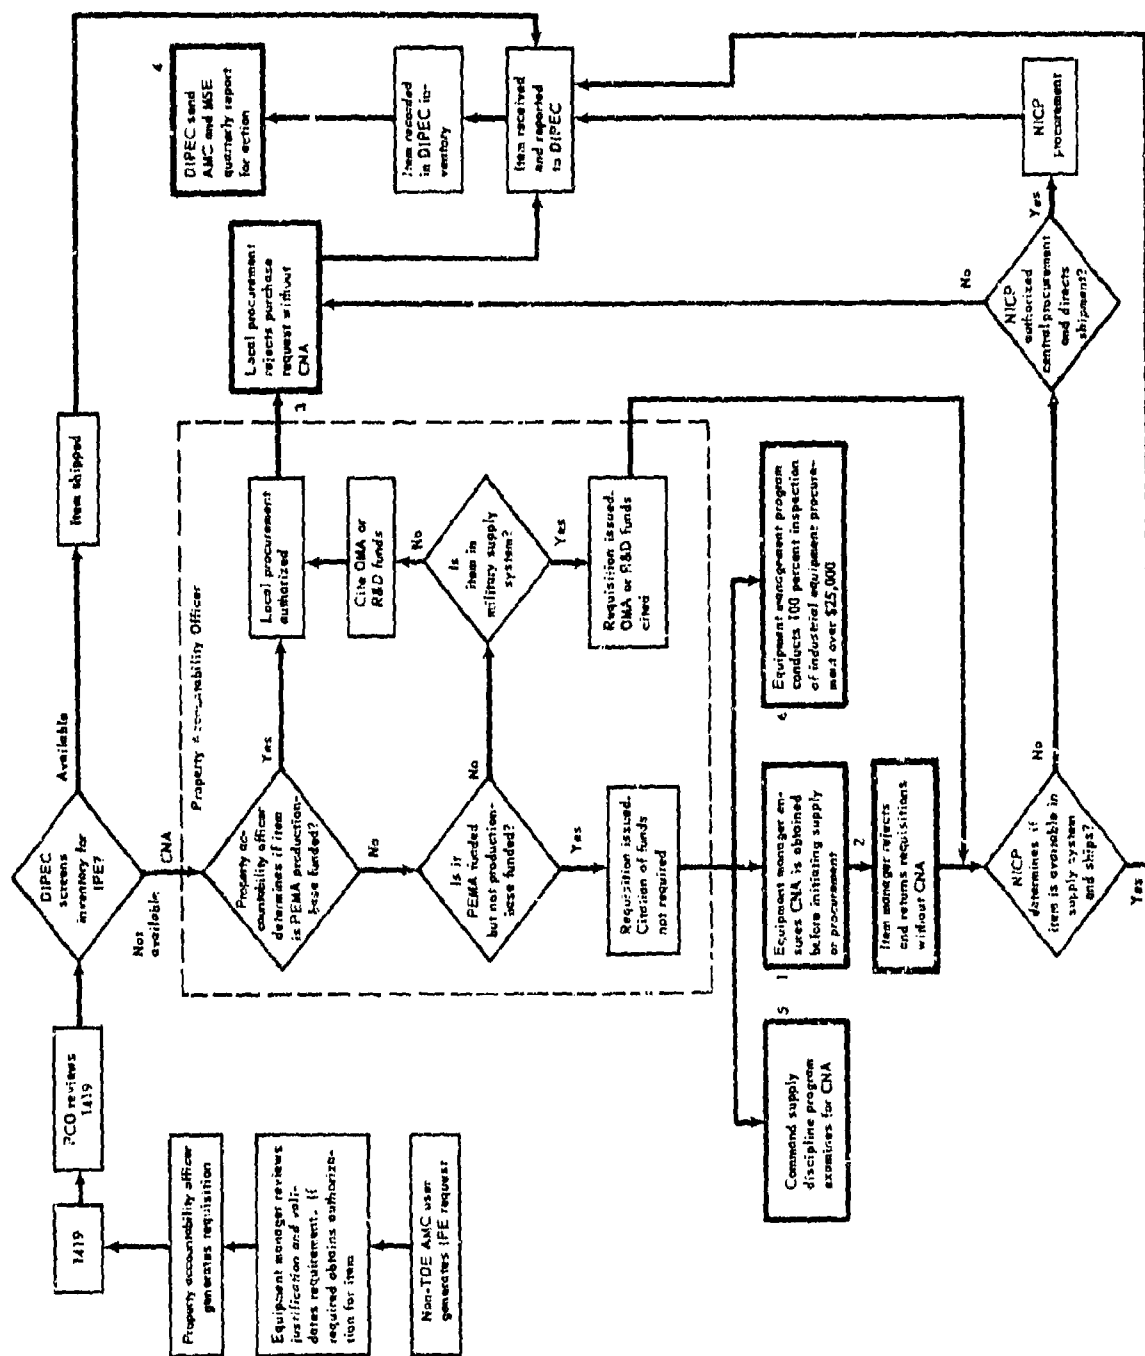 Non-TDE AMC user
generates IPE request
Equipment manager reviews
justification and vali-
dates requirement. If
required obtains authoriza-
tion for item
Property accountability officer
generates requisition
1419
PCO reviews
1419
DIPEC
screens
inventory for
IPE?
Available
Item shipped
Not
available
CNA
Property Accountability Officer
Property ac-
countability officer
determines if item
is PEMA production-
base funded?
Yes
Local procurement
authorized
No
Is it
PEMA funded
but not production-
base funded?
No
Is
item in
military supply
system?
No
Cite OMA or
R&D funds
Yes
Requisition issued.
OMA or R&D funds
cited
Yes
Requisition issued.
Citation of funds
not required
3
Local procurement
rejects purchase
request without
CNA
4
DIPEC send
AMC and MSE
quarterly report
for action
Item recorded
in DIPEC in-
ventory
Item received
and reported
to DIPEC
5
Command supply
discipline program
examines for CNA
1
Equipment manager en-
sures CNA is obtained
before initiating supply
or procurement
2
Item manager rejects
and returns requisitions
without CNA
6
Equipment management program
conducts 100 percent inspection
of industrial equipment procure-
ment over $25,000
NICP
determines if
item is available in
supply system
and ships?
No
Yes
NICP
authorized
central procurement
and directs
shipment?
No
Yes
NICP
procurement